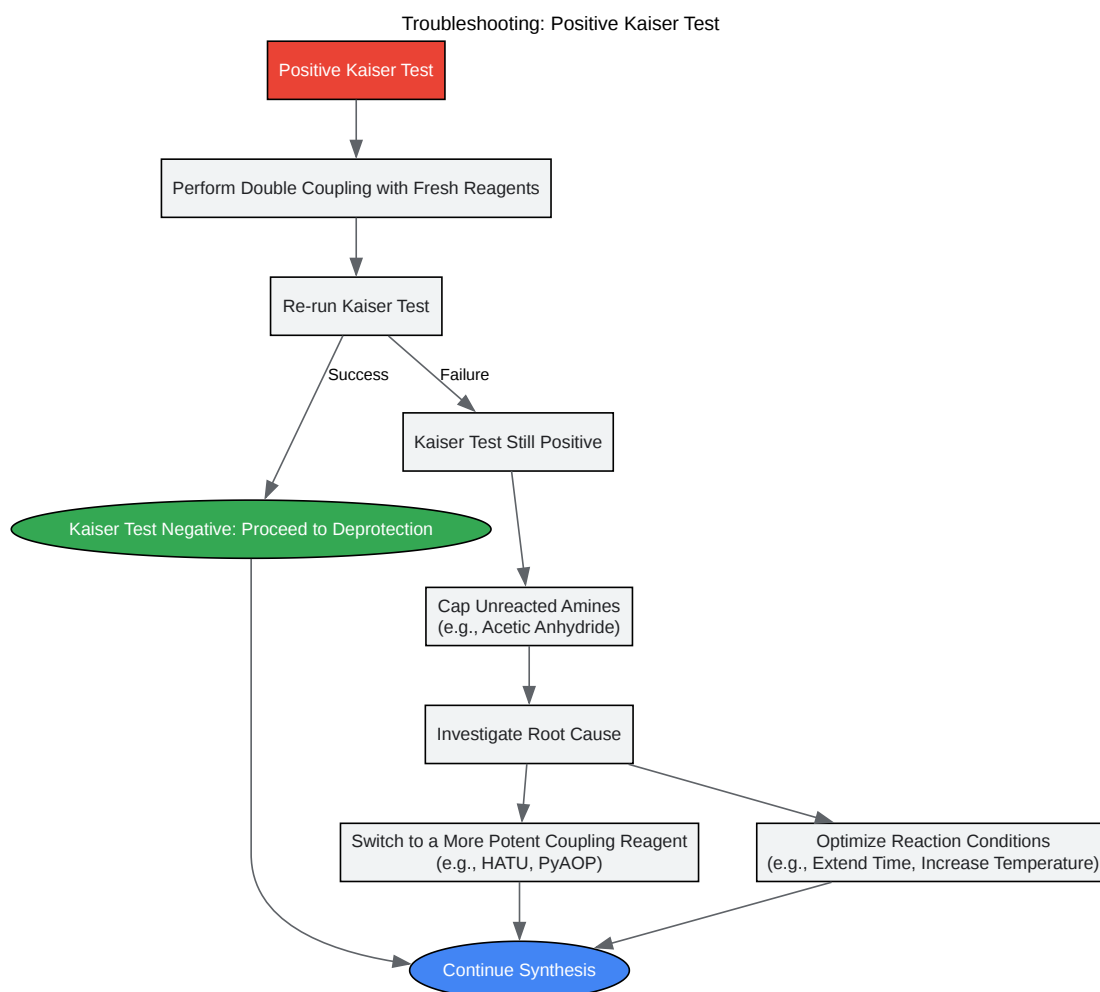 Troubleshooting: Positive Kaiser Test
Positive Kaiser Test
Perform Double Coupling with Fresh Reagents
Re-run Kaiser Test
Success
Failure
Kaiser Test Still Positive
Kaiser Test Negative: Proceed to Deprotection
Cap Unreacted Amines
(e.g., Acetic Anhydride)
Investigate Root Cause
Switch to a More Potent Coupling Reagent
(e.g., HATU, PyAOP)
Optimize Reaction Conditions
(e.g., Extend Time, Increase Temperature)
Continue Synthesis